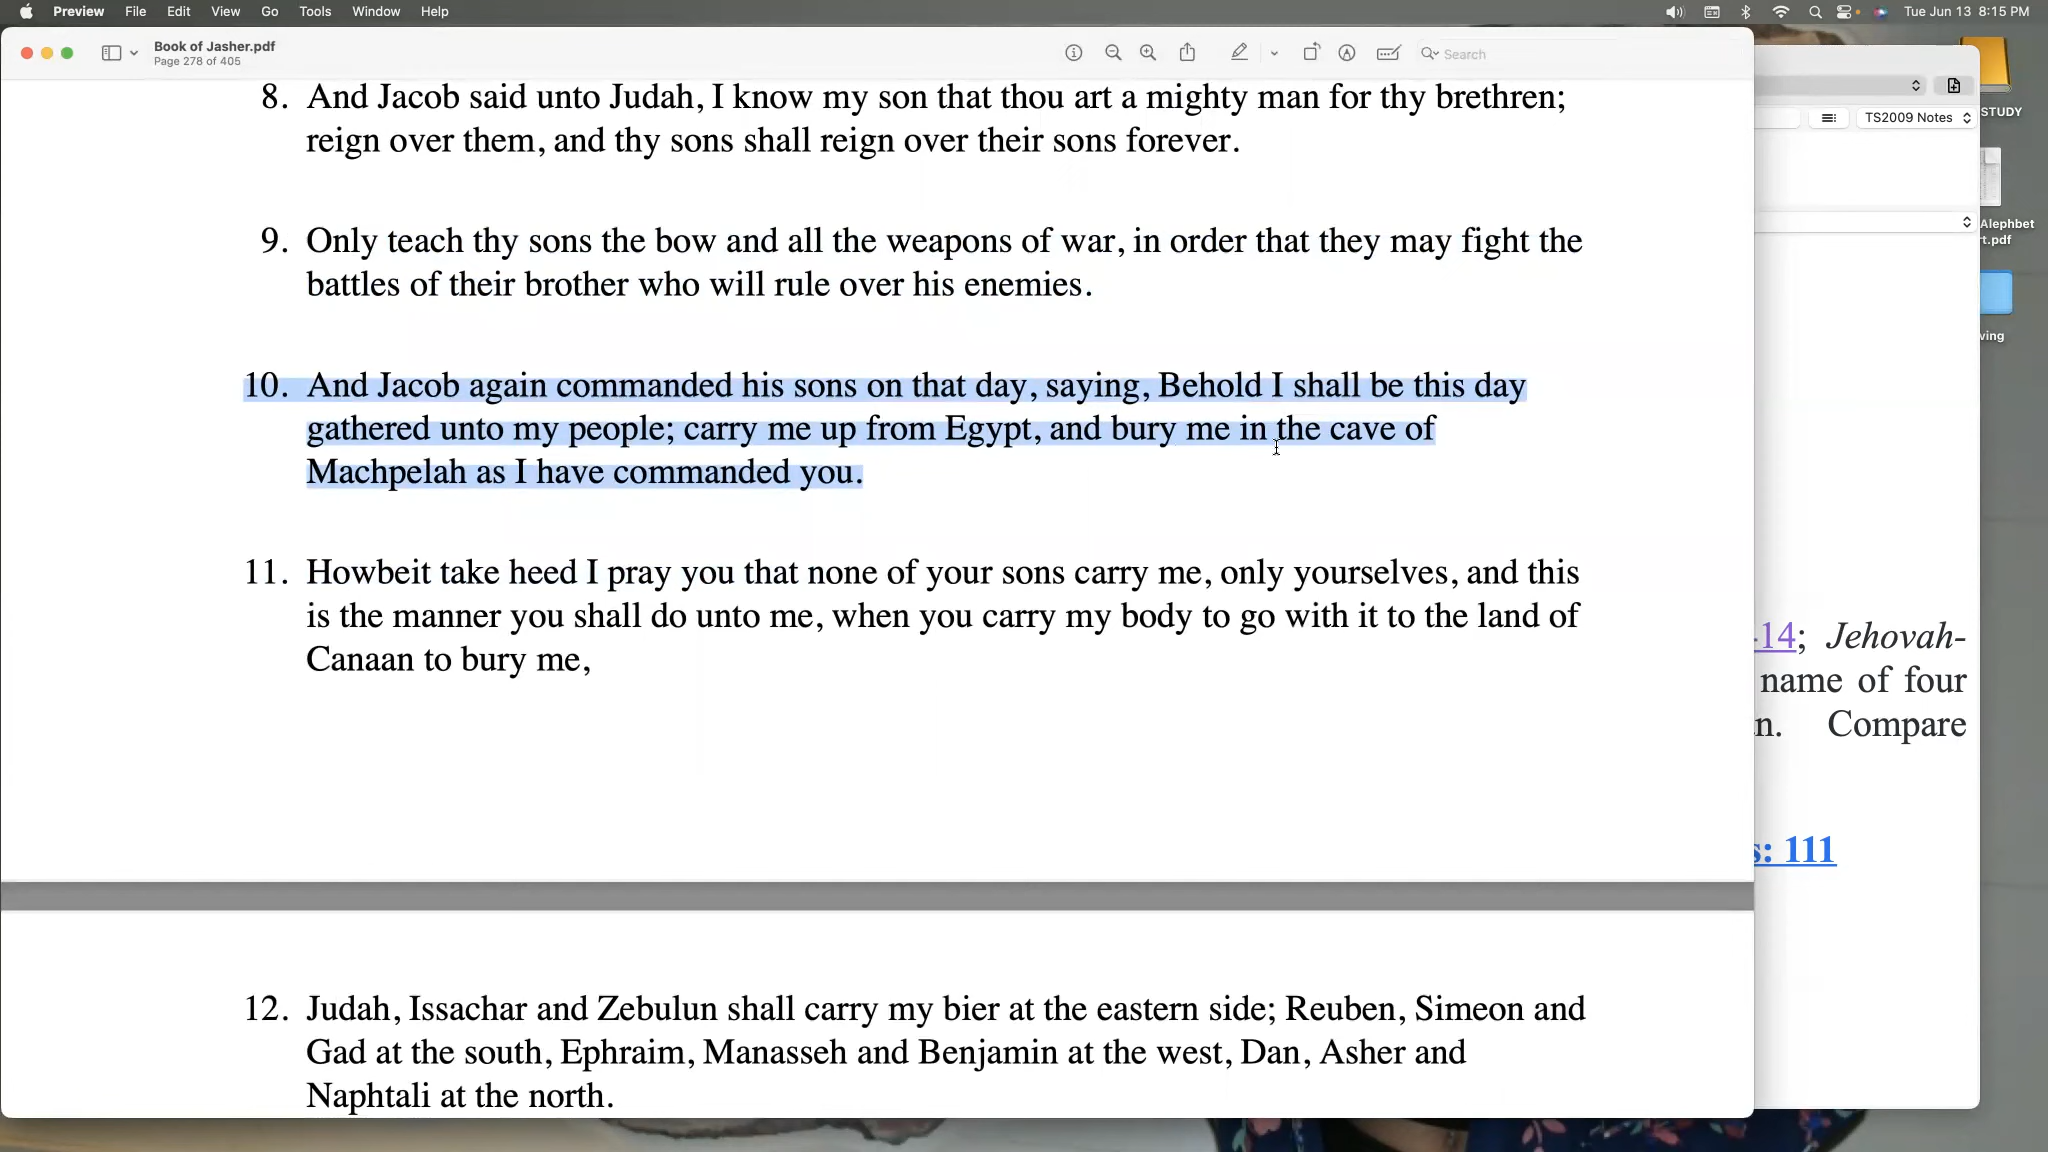 Preview File Edit View Go Tools Window Help
Tue Jun 13 8:15 PM
Book of Jasher.pdf
Page 278 of 405
Search
8. And Jacob said unto Judah, I know my son that thou art a mighty man for thy brethren;
reign over them, and thy sons shall reign over their sons forever.
9. Only teach thy sons the bow and all the weapons of war, in order that they may fight the
battles of their brother who will rule over his enemies.
10. And Jacob again commanded his sons on that day, saying, Behold I shall be this day
gathered unto my people; carry me up from Egypt, and bury me in the cave of
Machpelah as I have commanded you.
11. Howbeit take heed I pray you that none of your sons carry me, only yourselves, and this
is the manner you shall do unto me, when you carry my body to go with it to the land of
Canaan to bury me,
12. Judah, Issachar and Zebulun shall carry my bier at the eastern side; Reuben, Simeon and
Gad at the south, Ephraim, Manasseh and Benjamin at the west, Dan, Asher and
Naphtali at the north.
TS2009 Notes
-14; Jehovah-
name of four
n. Compare
s: 111
STUDY
Alephbet
rt.pdf
ving